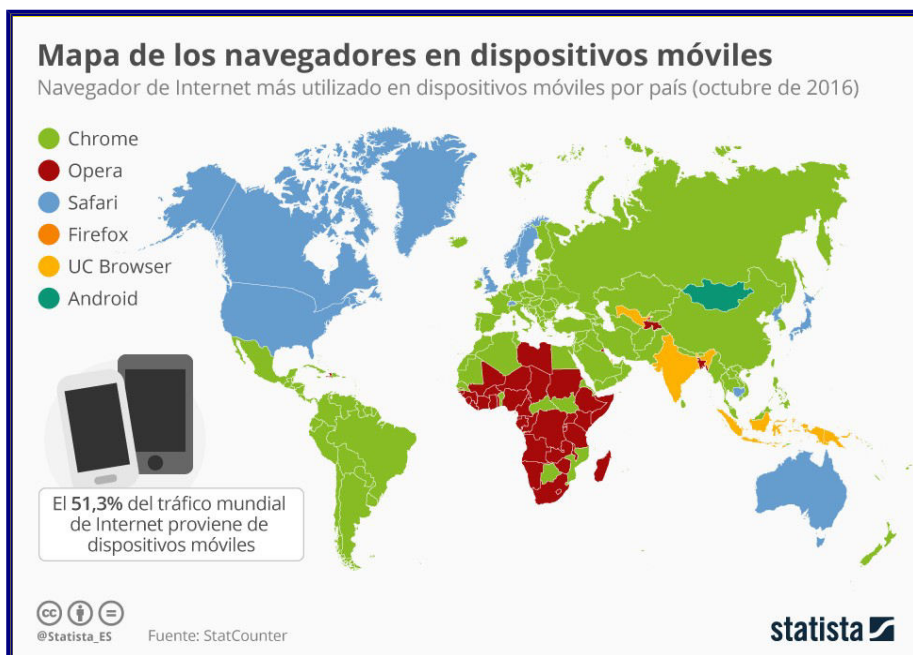 Mapa de los navegadores en dispositivos móviles
Navegador de Internet más utilizado en dispositivos móviles por país (octubre de 2016)
Chrome
Opera
Safari
Firefox
UC Browser
Android
El 51,3% del tráfico mundial
de Internet proviene de
dispositivos móviles
cc
@Statista_ES
Fuente: StatCounter
statista